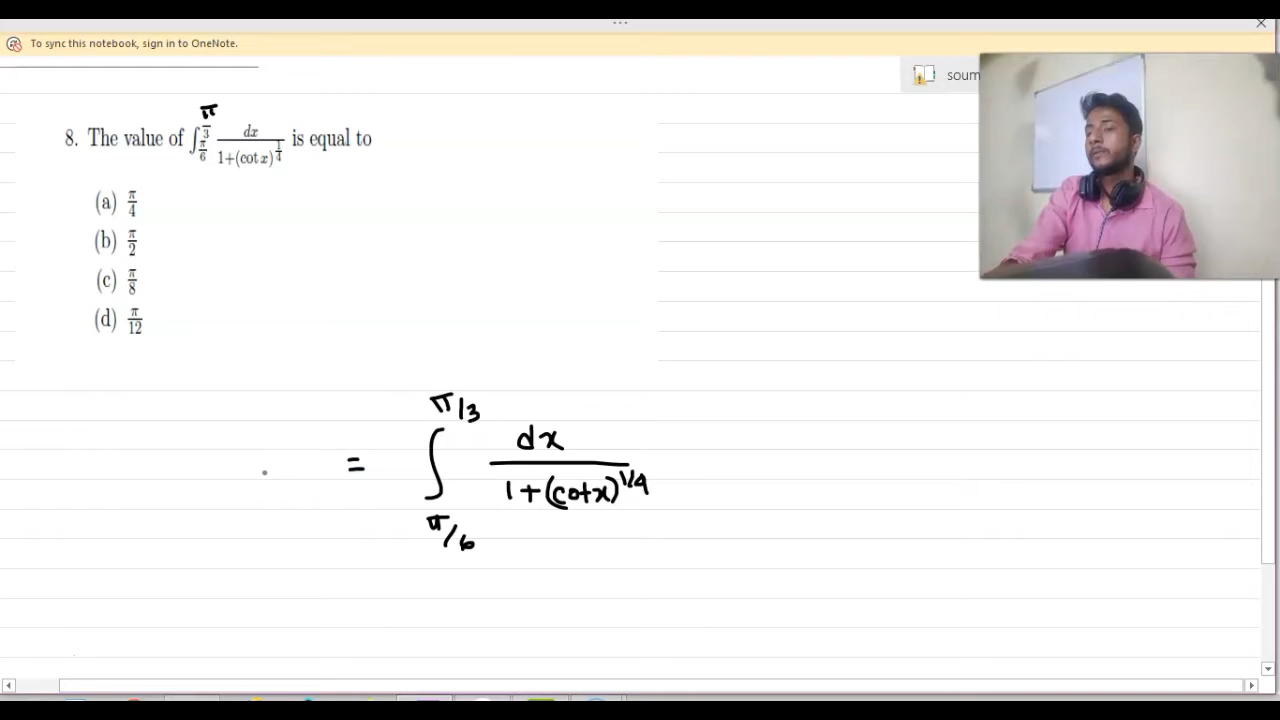 To sync this notebook, sign in to OneNote.
soum
π
8. The value of ∫_{π/6}^{π/3} dx / 1+(cot x)^{1/4} is equal to
(a) π/4
(b) π/2
(c) π/8
(d) π/12
= ∫_{π/6}^{π/3} dx / 1+(cotx)^{1/4}